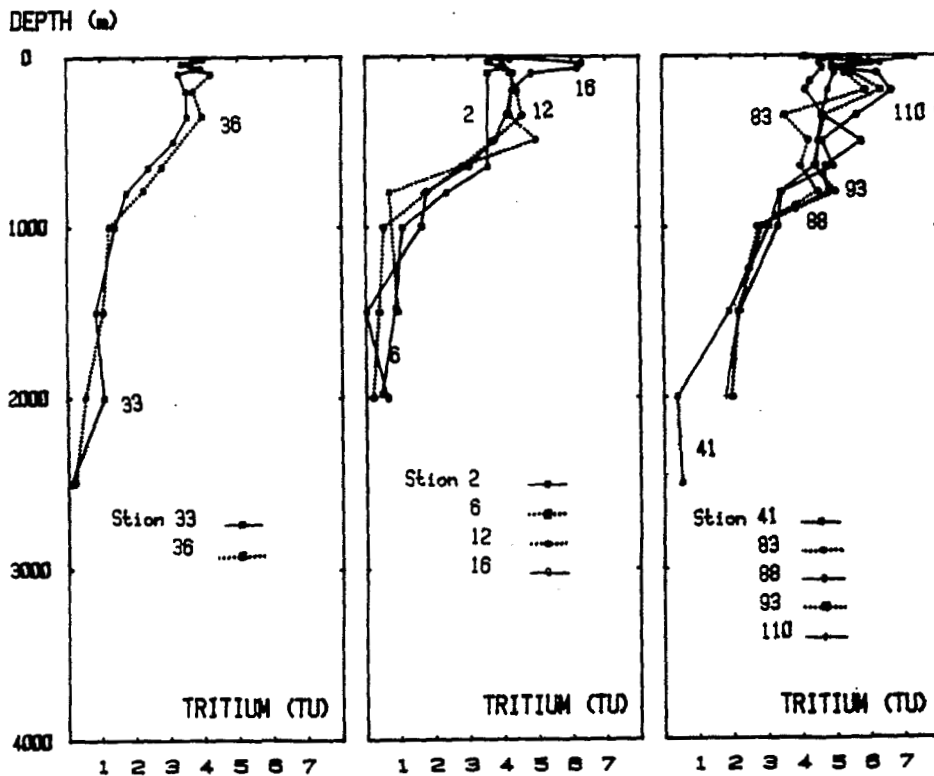 DEPTH (m)
0
1000
2000
3000
4000
36
33
Stion 33
36
TRITIUM (TU)
1 2 3 4 5 6 7
2
12
16
6
Stion 2
6
12
16
TRITIUM (TU)
1 2 3 4 5 6 7
83
110
93
88
41
Stion 41
83
88
93
110
TRITIUM (TU)
1 2 3 4 5 6 7